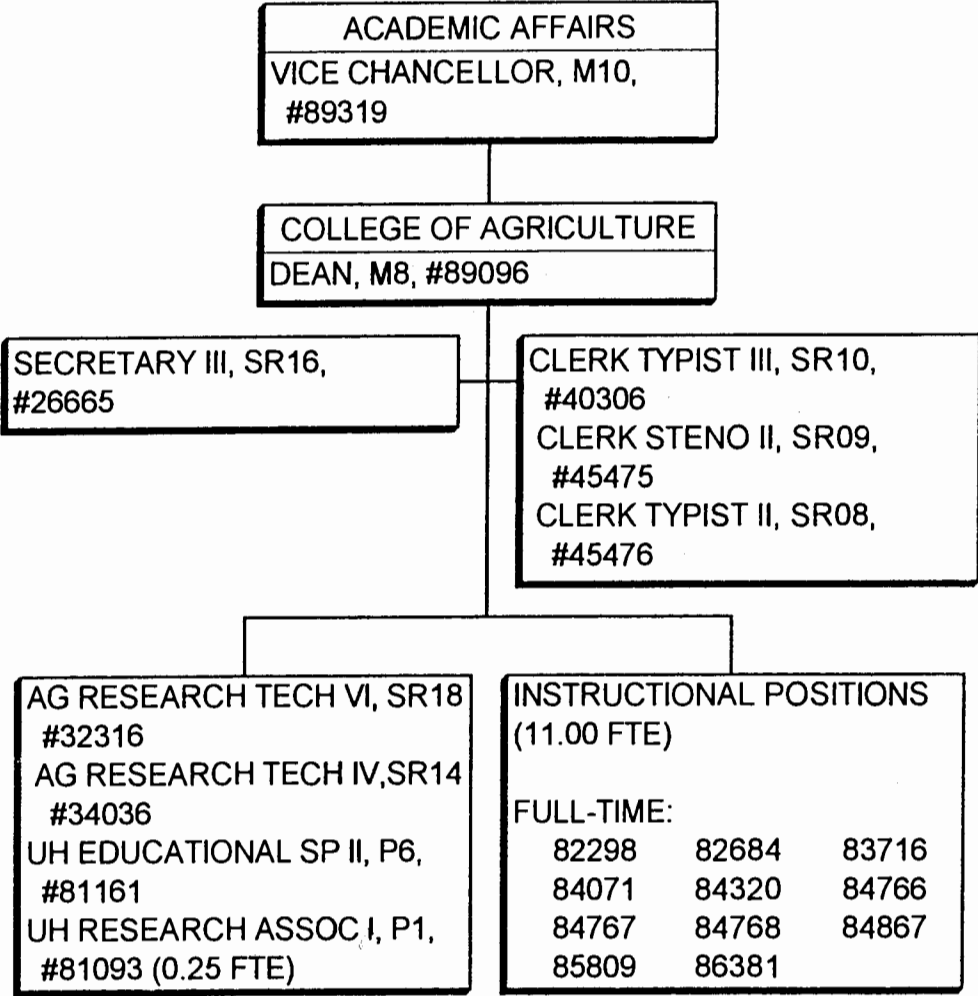 ACADEMIC AFFAIRS
VICE CHANCELLOR, M10,
#89319
COLLEGE OF AGRICULTURE
DEAN, M8, #89096
SECRETARY III, SR16,
#26665
CLERK TYPIST III, SR10,
#40306
CLERK STENO II, SR09,
#45475
CLERK TYPIST II, SR08,
#45476
AG RESEARCH TECH VI, SR18
#32316
AG RESEARCH TECH IV,SR14
#34036
UH EDUCATIONAL SP II, P6,
#81161
UH RESEARCH ASSOC I, P1,
#81093 (0.25 FTE)
INSTRUCTIONAL POSITIONS
(11.00 FTE)
FULL-TIME:
82298 82684 83716
84071 84320 84766
84767 84768 84867
85809 86381